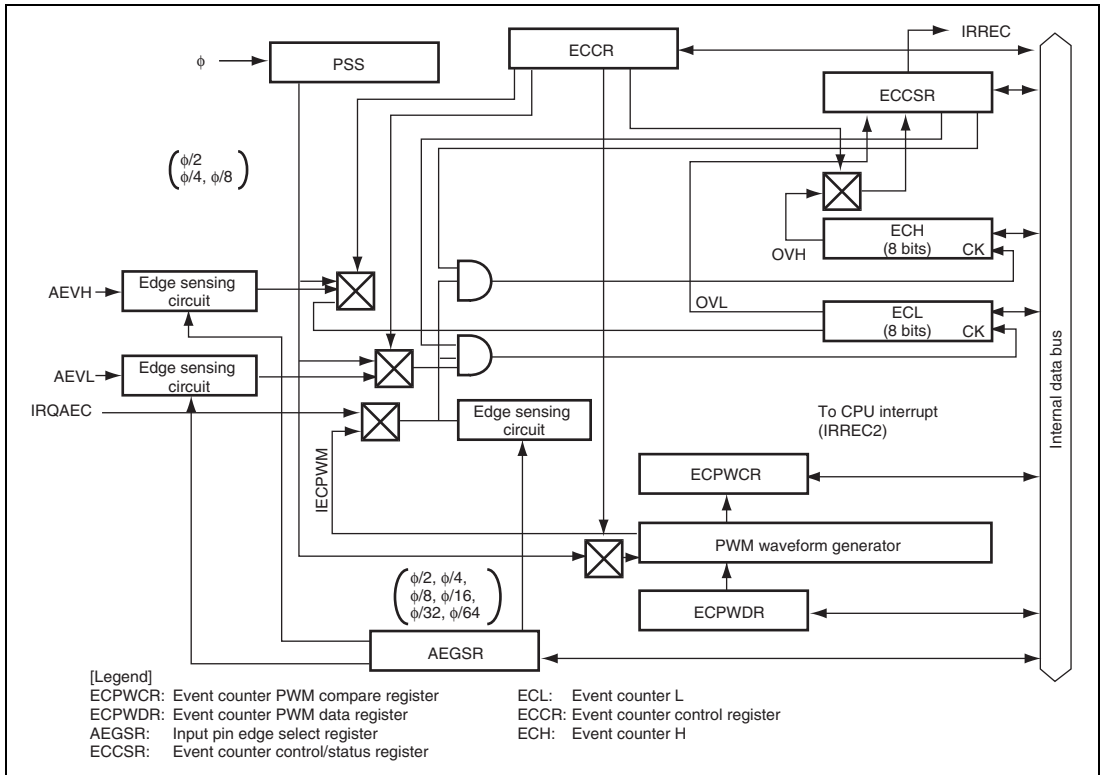 ϕ
PSS
ECCR
IRREC
ECCSR
ϕ/2
ϕ/4, ϕ/8
ECH
(8 bits)
CK
OVH
AEVH
Edge sensing
circuit
OVL
ECL
(8 bits)
CK
AEVL
Edge sensing
circuit
IRQAEC
Edge sensing
circuit
To CPU interrupt
(IRREC2)
Internal data bus
IECPWM
ECPWCR
PWM waveform generator
ϕ/2, ϕ/4,
ϕ/8, ϕ/16,
ϕ/32, ϕ/64
ECPWDR
AEGSR
[Legend]
ECPWCR: Event counter PWM compare register
ECPWDR: Event counter PWM data register
AEGSR: Input pin edge select register
ECCSR: Event counter control/status register
ECL: Event counter L
ECCR: Event counter control register
ECH: Event counter H